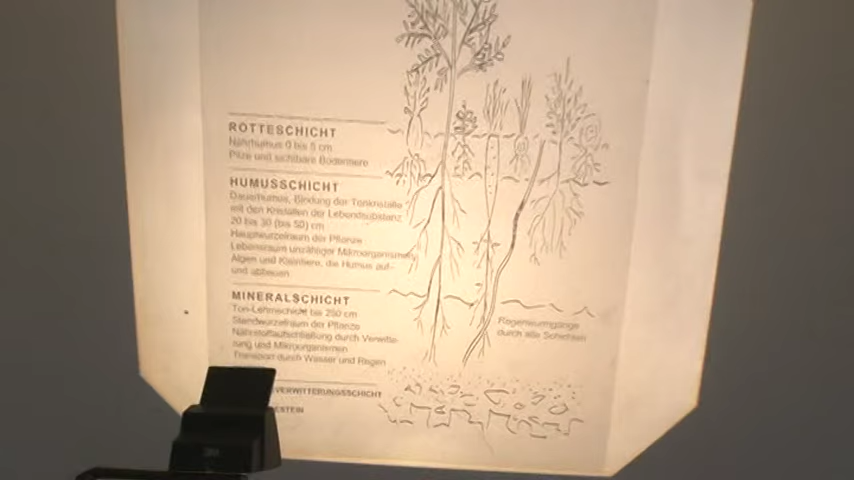 ROTTESCHICHT
Nährhumus 0 bis 5 cm
Pilze und sichtbare Bodentiere
HUMUSSCHICHT
Dauerhumus, Bindung der Tonkristalle
mit den Kristallen der Lebendsubstanz
20 bis 30 (bis 50) cm
Hauptwurzelraum der Pflanze
Lebensraum unzähliger Mikroorganismen,
Algen und Kleintiere, die Humus auf-
und abbauen
MINERALSCHICHT
Ton-Lehmschicht bis 250 cm
Standwurzelraum der Pflanze
Nährstoffaufschließung durch Verwitte-
rung und Mikroorganismen
Transport durch Wasser und Regen
Regenwurmgänge
durch alle Schichten
VERWITTERUNGSSCHICHT
ESTEIN